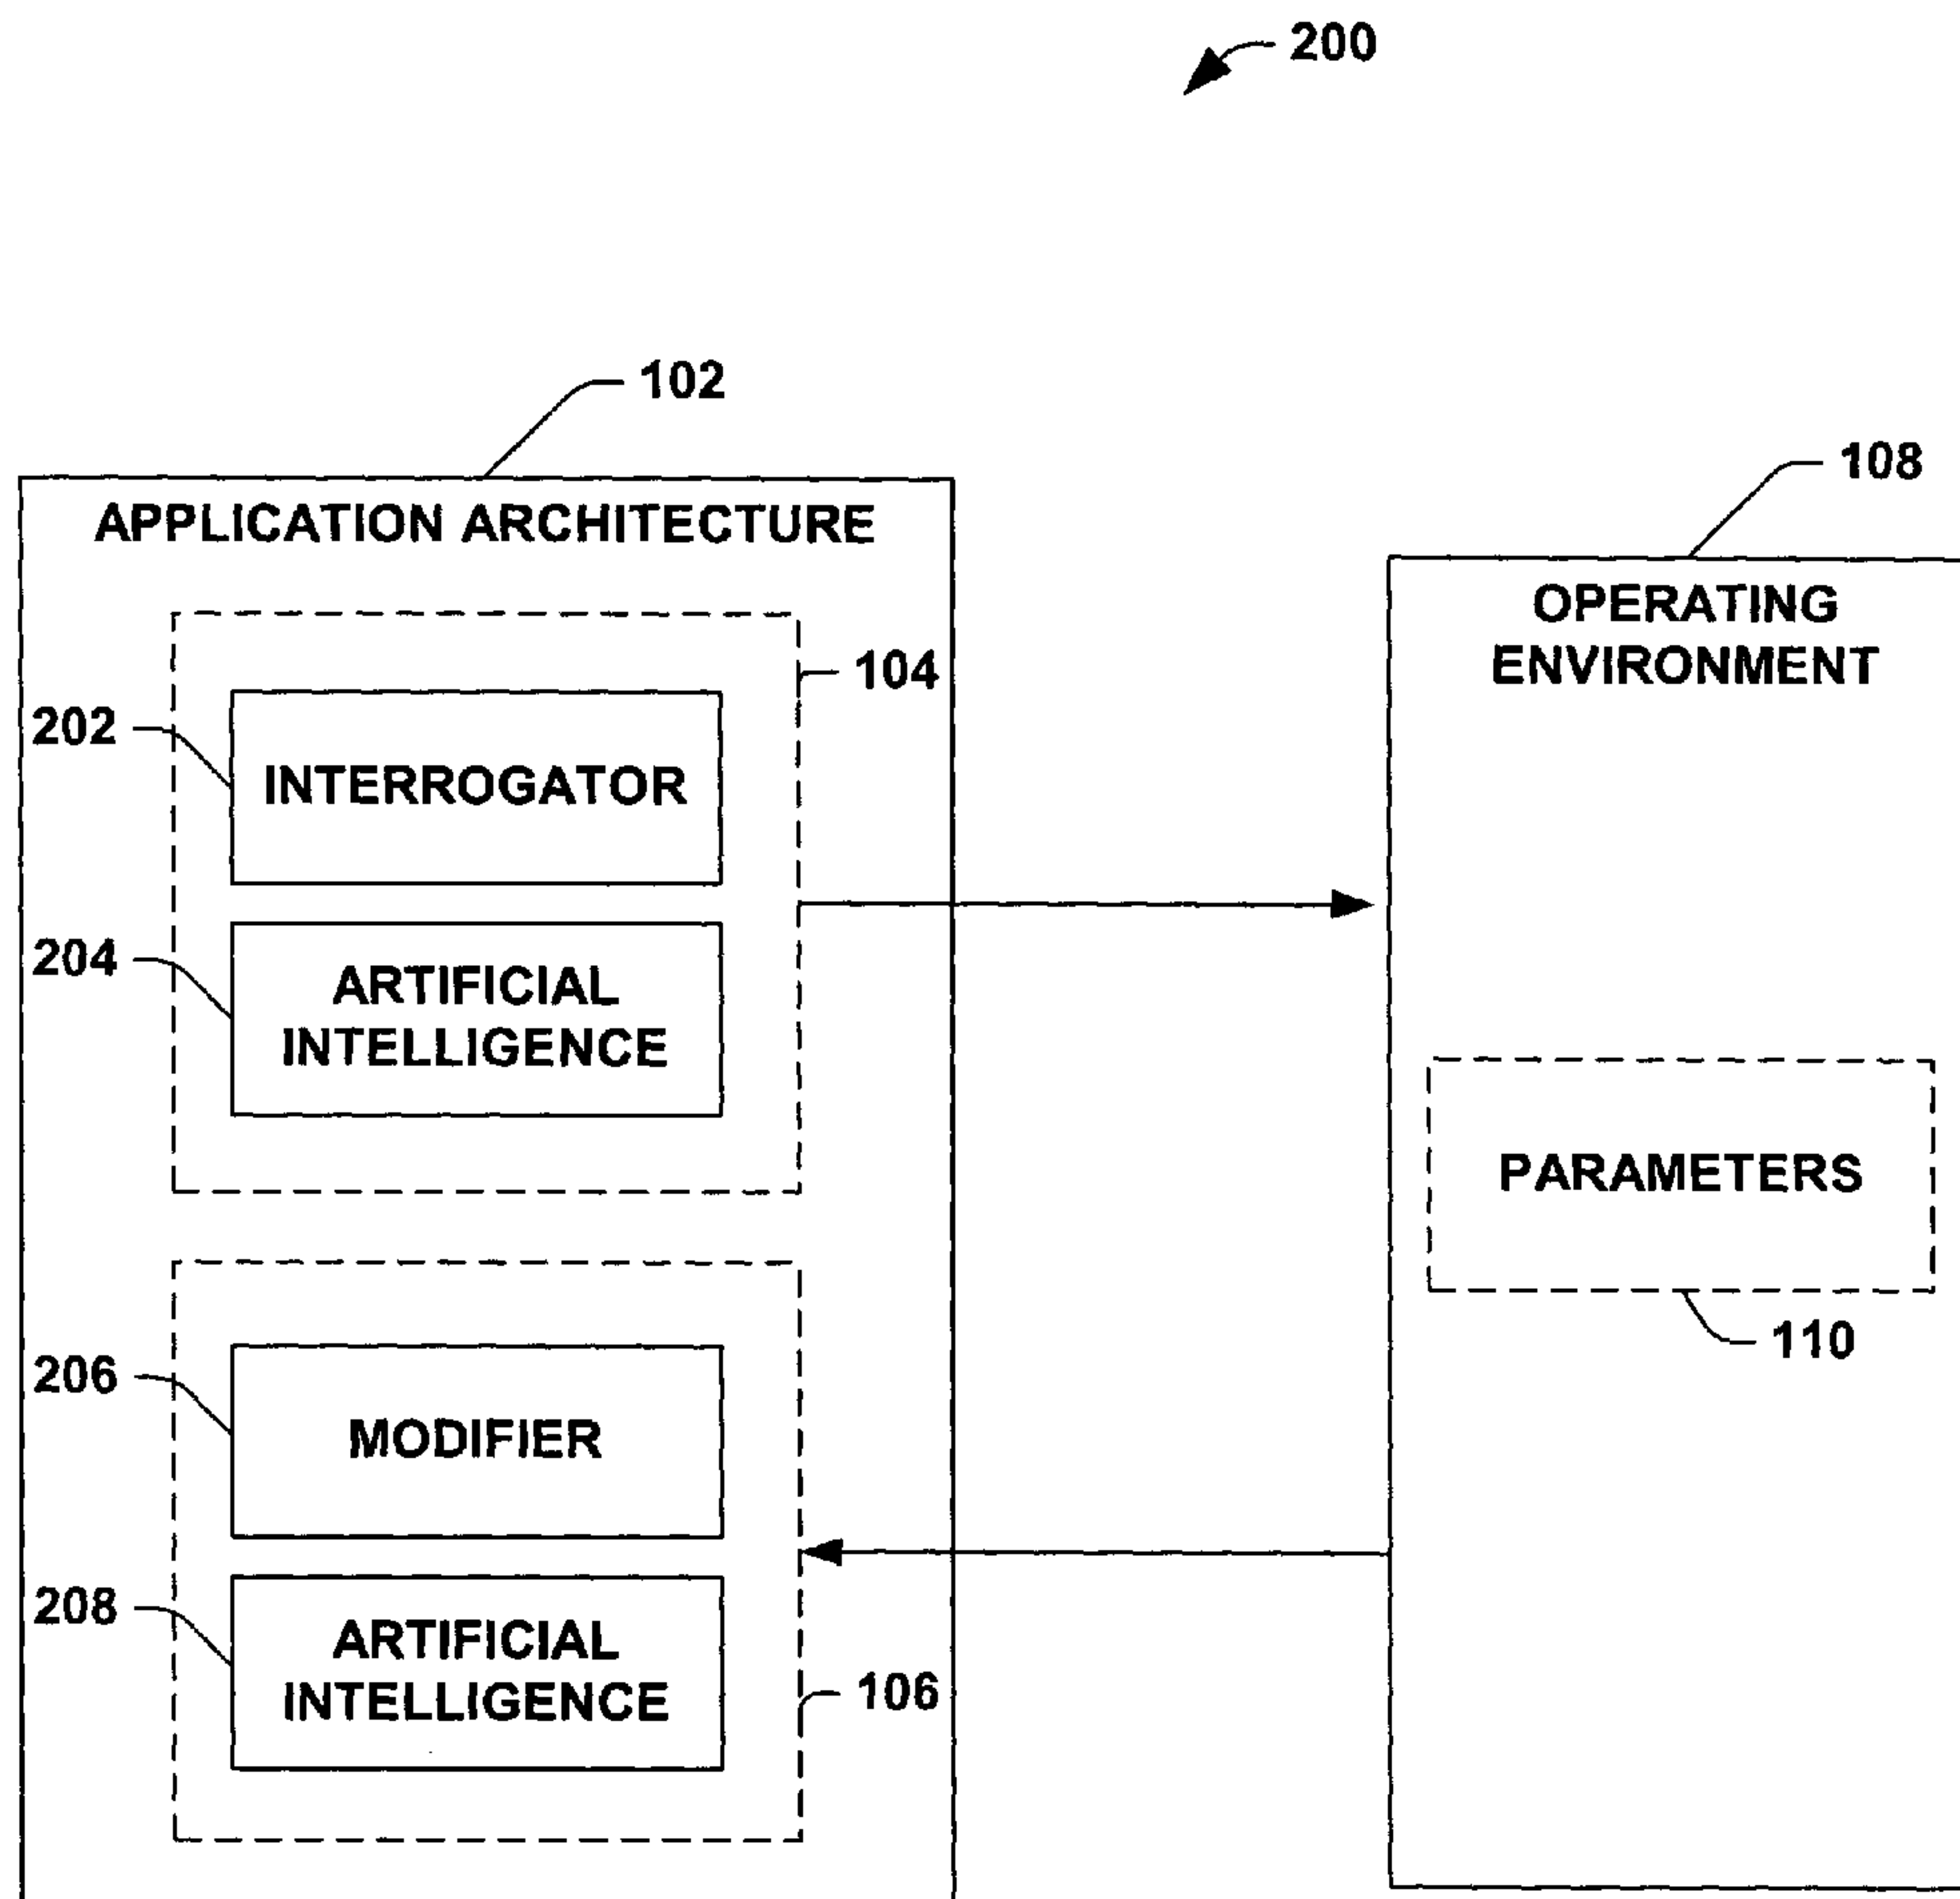 200
102
APPLICATION ARCHITECTURE
108
OPERATING
ENVIRONMENT
104
202
INTERROGATOR
204
ARTIFICIAL
INTELLIGENCE
PARAMETERS
110
206
MODIFIER
208
ARTIFICIAL
INTELLIGENCE
106